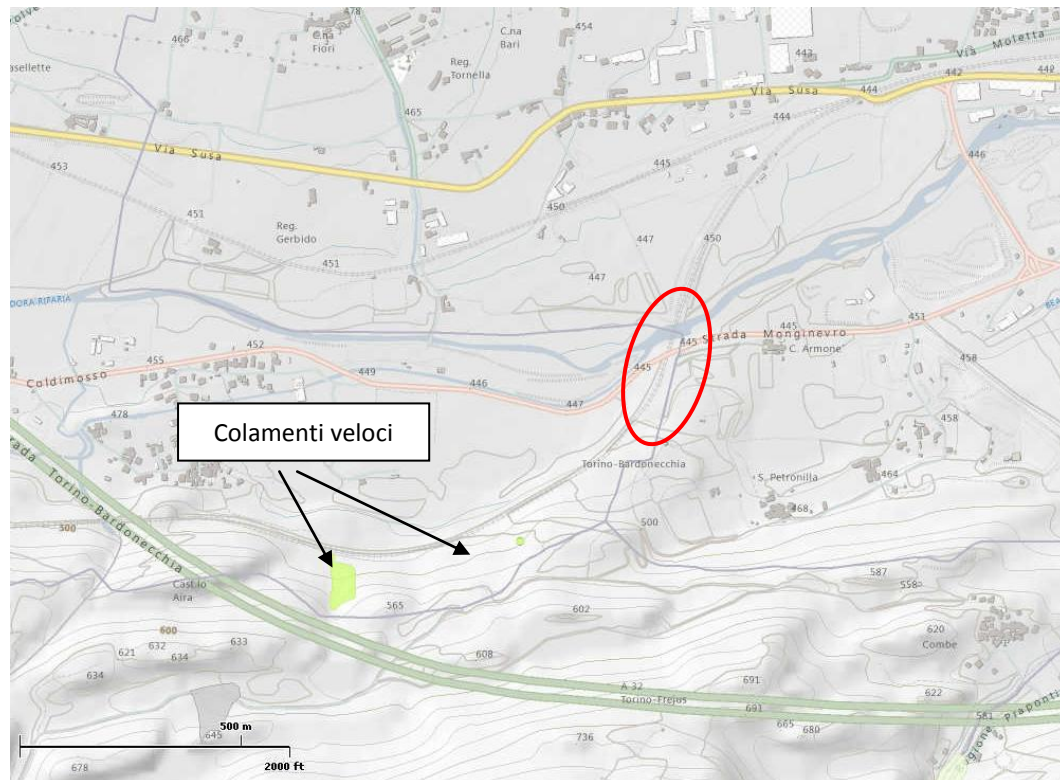 478
C.na
Fiori
466
C.na
Bari
454
Reg.
Tornella
443
Via Moletta
442
444
Via Susa
aselette
465
444
Via Susa
453
445
446
451
450
Reg.
Gerbido
447
450
451
447
DORA RIPARIA
451
445
Strada Monginevro
445
C. Armone
452
455
445
458
Coldimosso
449
446
447
478
Colamenti veloci
458
Torino-Bardonecchia
S. Petronilla
464
468
500
300
rada Torino-Bardonecchia
Cast.lo
Aira
565
587
558
602
600
620
Combe
621
632
633
634
608
634
A 32
Torino-Frejus
691
622
691
581
665
680
500 m
645
736
2000 ft
678